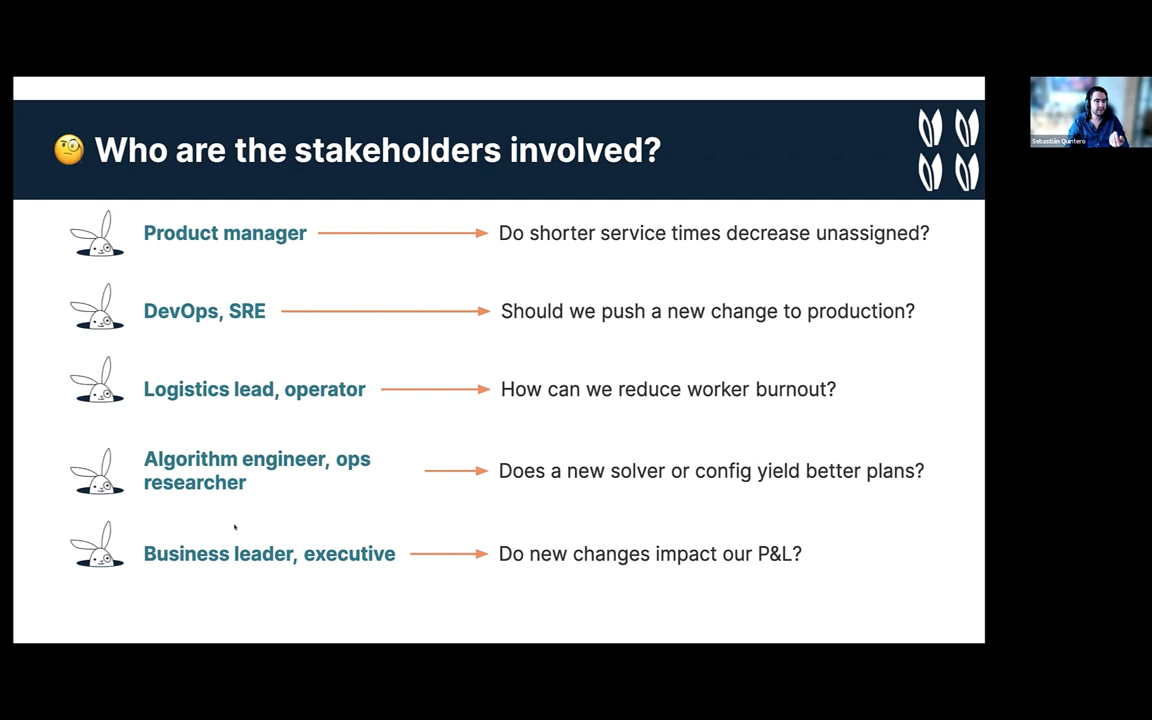 🧐 Who are the stakeholders involved?
Sebastián Quintero
Product manager
Do shorter service times decrease unassigned?
DevOps, SRE
Should we push a new change to production?
Logistics lead, operator
How can we reduce worker burnout?
Algorithm engineer, ops
researcher
Does a new solver or config yield better plans?
Business leader, executive
Do new changes impact our P&L?